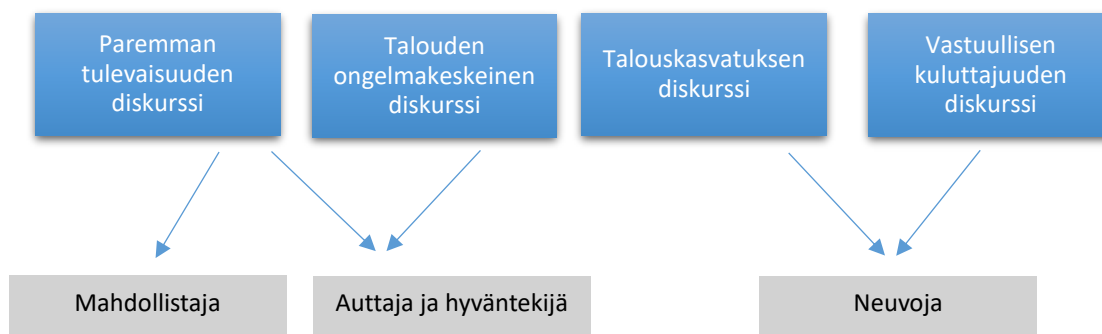 Paremman
tulevaisuuden
diskurssi
Talouden
ongelmakeskeinen
diskurssi
Talouskasvatuksen
diskurssi
Vastuullisen
kuluttajuuden
diskurssi
Mahdollistaja
Auttaja ja hyväntekijä
Neuvoja